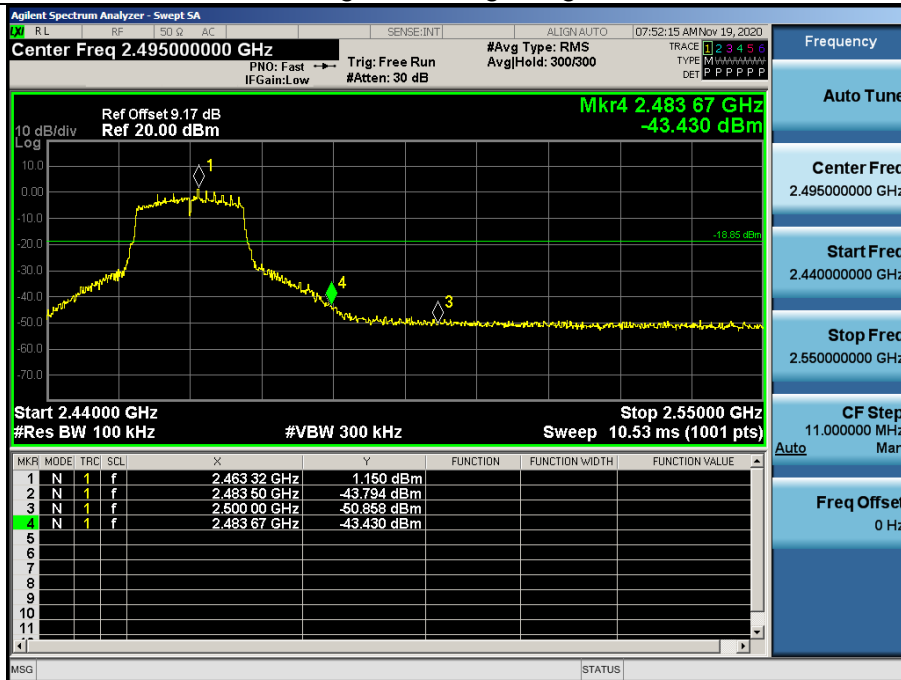 Agilent Spectrum Analyzer - Swept SA
LXI RL RF 50 Ω AC SENSE:INT ALIGN AUTO 07:52:15 AM Nov 19, 2020
Center Freq 2.495000000 GHz #Avg Type: RMS TRACE 1 2 3 4 5 6
PNO: Fast Trig: Free Run Avg|Hold: 300/300 TYPE MWWWWW
IFGain:Low #Atten: 30 dB DET P P P P P P
Mkr4 2.483 67 GHz
-43.430 dBm
Ref Offset 9.17 dB
10 dB/div Ref 20.00 dBm
Log
10.0
0.00
-10.0
-20.0
-30.0
-40.0
-50.0
-60.0
-70.0
1
-18.85 dBm
4
3
Start 2.44000 GHz Stop 2.55000 GHz
#Res BW 100 kHz #VBW 300 kHz Sweep 10.53 ms (1001 pts)
MKR MODE TRC SCL X Y FUNCTION FUNCTION WIDTH FUNCTION VALUE
1 N 1 f 2.463 32 GHz 1.150 dBm
2 N 1 f 2.483 50 GHz -43.794 dBm
3 N 1 f 2.500 00 GHz -50.858 dBm
4 N 1 f 2.483 67 GHz -43.430 dBm
5
6
7
8
9
10
11
MSG STATUS
Frequency
Auto Tune
Center Freq
2.495000000 GHz
Start Freq
2.440000000 GHz
Stop Freq
2.550000000 GHz
CF Step
11.000000 MHz
Auto Man
Freq Offset
0 Hz